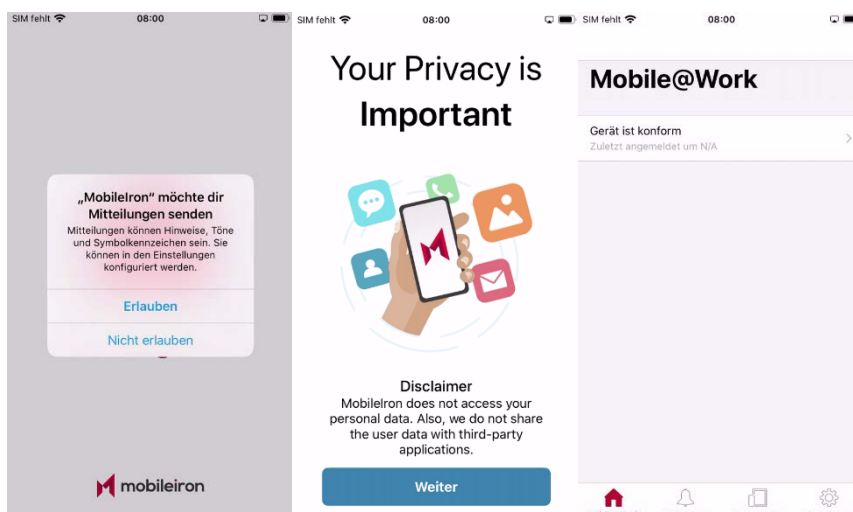 SIM fehlt 08:00
„MobileIron“ möchte dir
Mitteilungen senden
Mitteilungen können Hinweise, Töne
und Symbolkennzeichen sein. Sie
können in den Einstellungen
konfiguriert werden.
Erlauben
Nicht erlauben
mobileiron
SIM fehlt 08:00
Your Privacy is
Important
Disclaimer
MobileIron does not access your
personal data. Also, we do not share
the user data with third-party
applications.
Weiter
SIM fehlt 08:00
Mobile@Work
Gerät ist konform
Zuletzt angemeldet um N/A